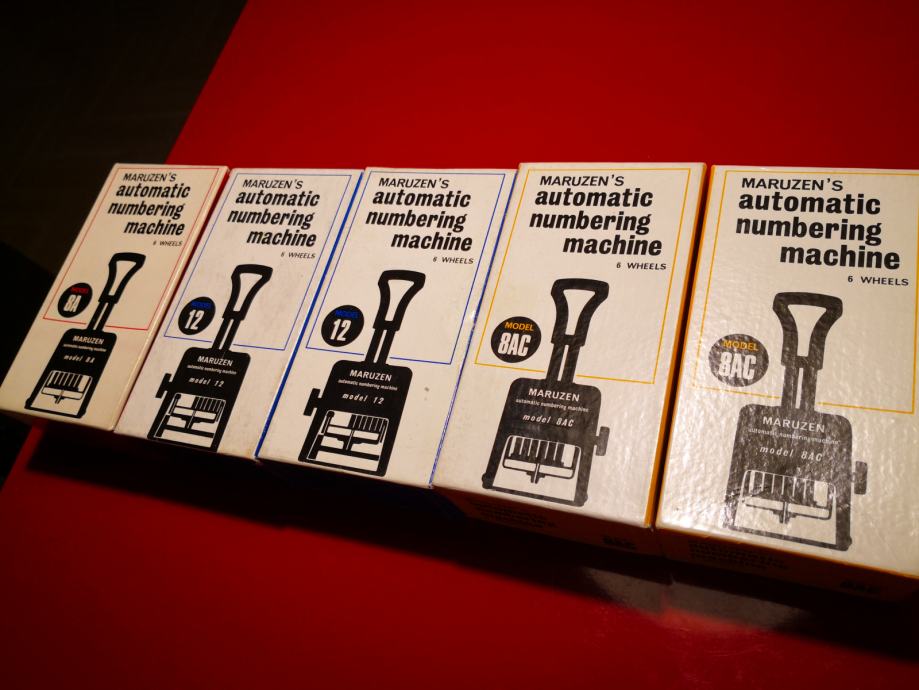 MARUZEN'S
automatic
numbering
machine
6 WHEELS
MODEL
8A
MARUZEN
model 8A
MARUZEN'S
automatic
numbering
machine
6 WHEELS
MODEL
12
MARUZEN
automatic numbering machine
model 12
MARUZEN'S
automatic
numbering
machine
6 WHEELS
MODEL
12
MARUZEN
automatic numbering machine
model 12
MARUZEN'S
automatic
numbering
machine
6 WHEELS
MODEL
8AC
MARUZEN
automatic numbering machine
model 8AC
MARUZEN'S
automatic
numbering
machine
6 WHEELS
MODEL
8AC
MARUZEN
automatic numbering machine
model 8AC